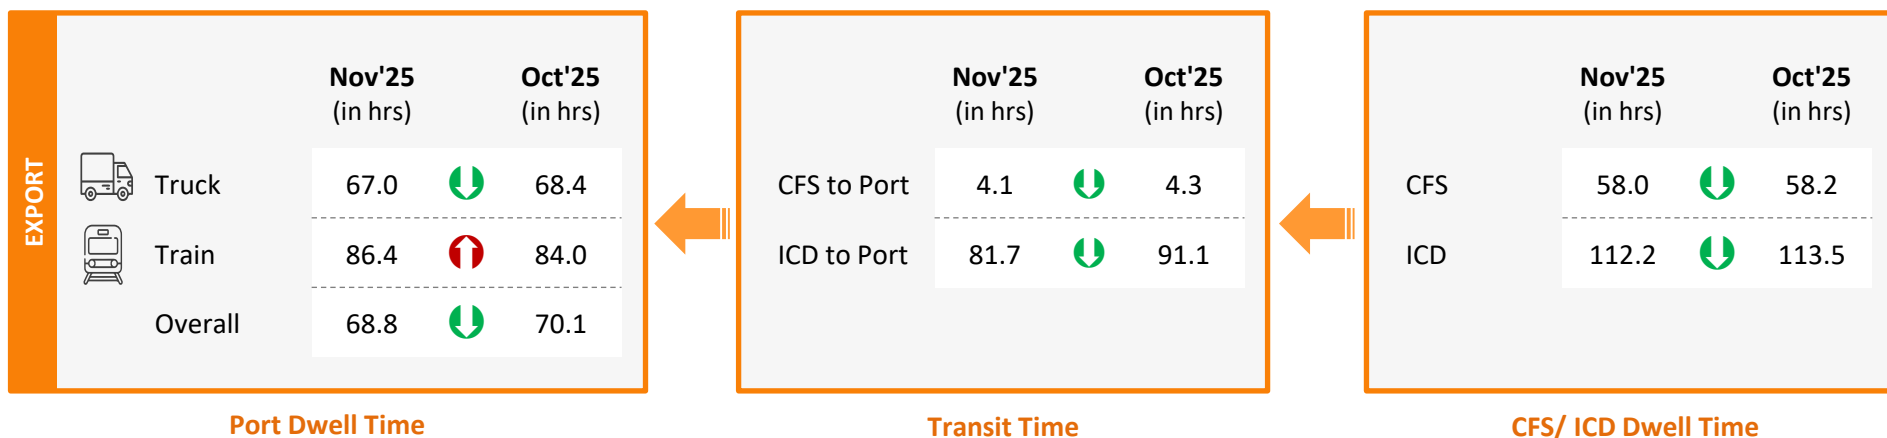 EXPORT
Nov'25 Oct'25
(in hrs) (in hrs)
Truck 67.0 68.4
Train 86.4 84.0
Overall 68.8 70.1
Port Dwell Time
Nov'25 Oct'25
(in hrs) (in hrs)
CFS to Port 4.1 4.3
ICD to Port 81.7 91.1
Transit Time
Nov'25 Oct'25
(in hrs) (in hrs)
CFS 58.0 58.2
ICD 112.2 113.5
CFS/ ICD Dwell Time